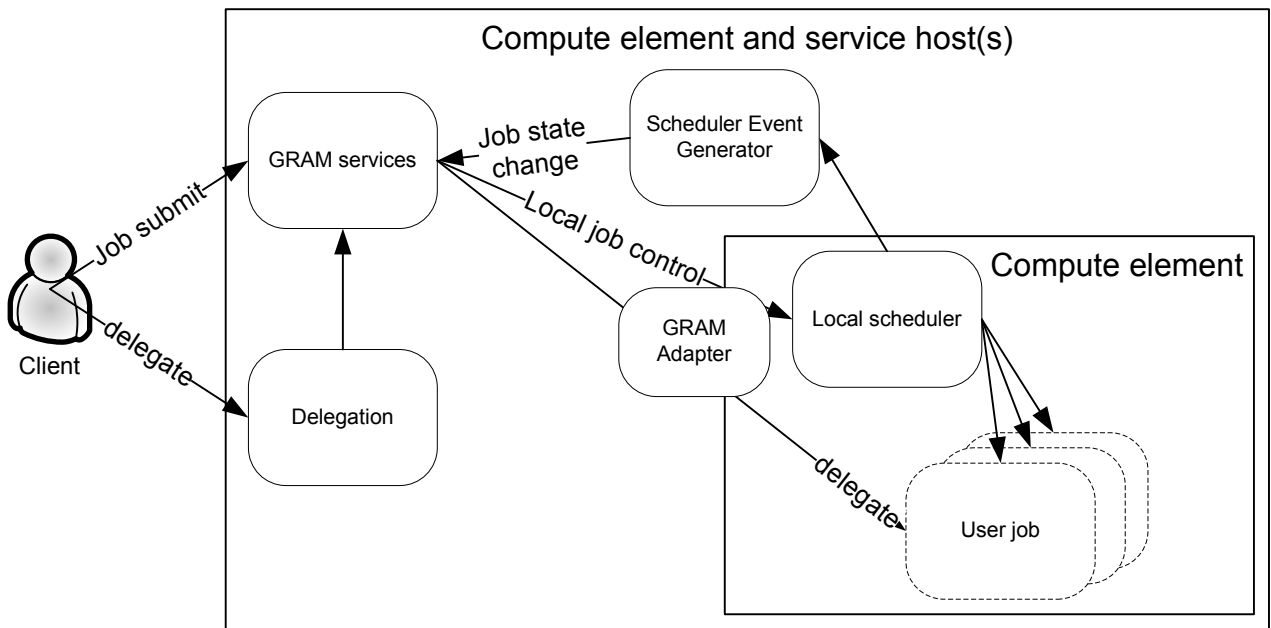 Compute element and service host(s)
GRAM services
Job state
change
Scheduler Event
Generator
Job submit
Local job control
Compute element
Client
delegate
GRAM
Adapter
Local scheduler
Delegation
delegate
User job